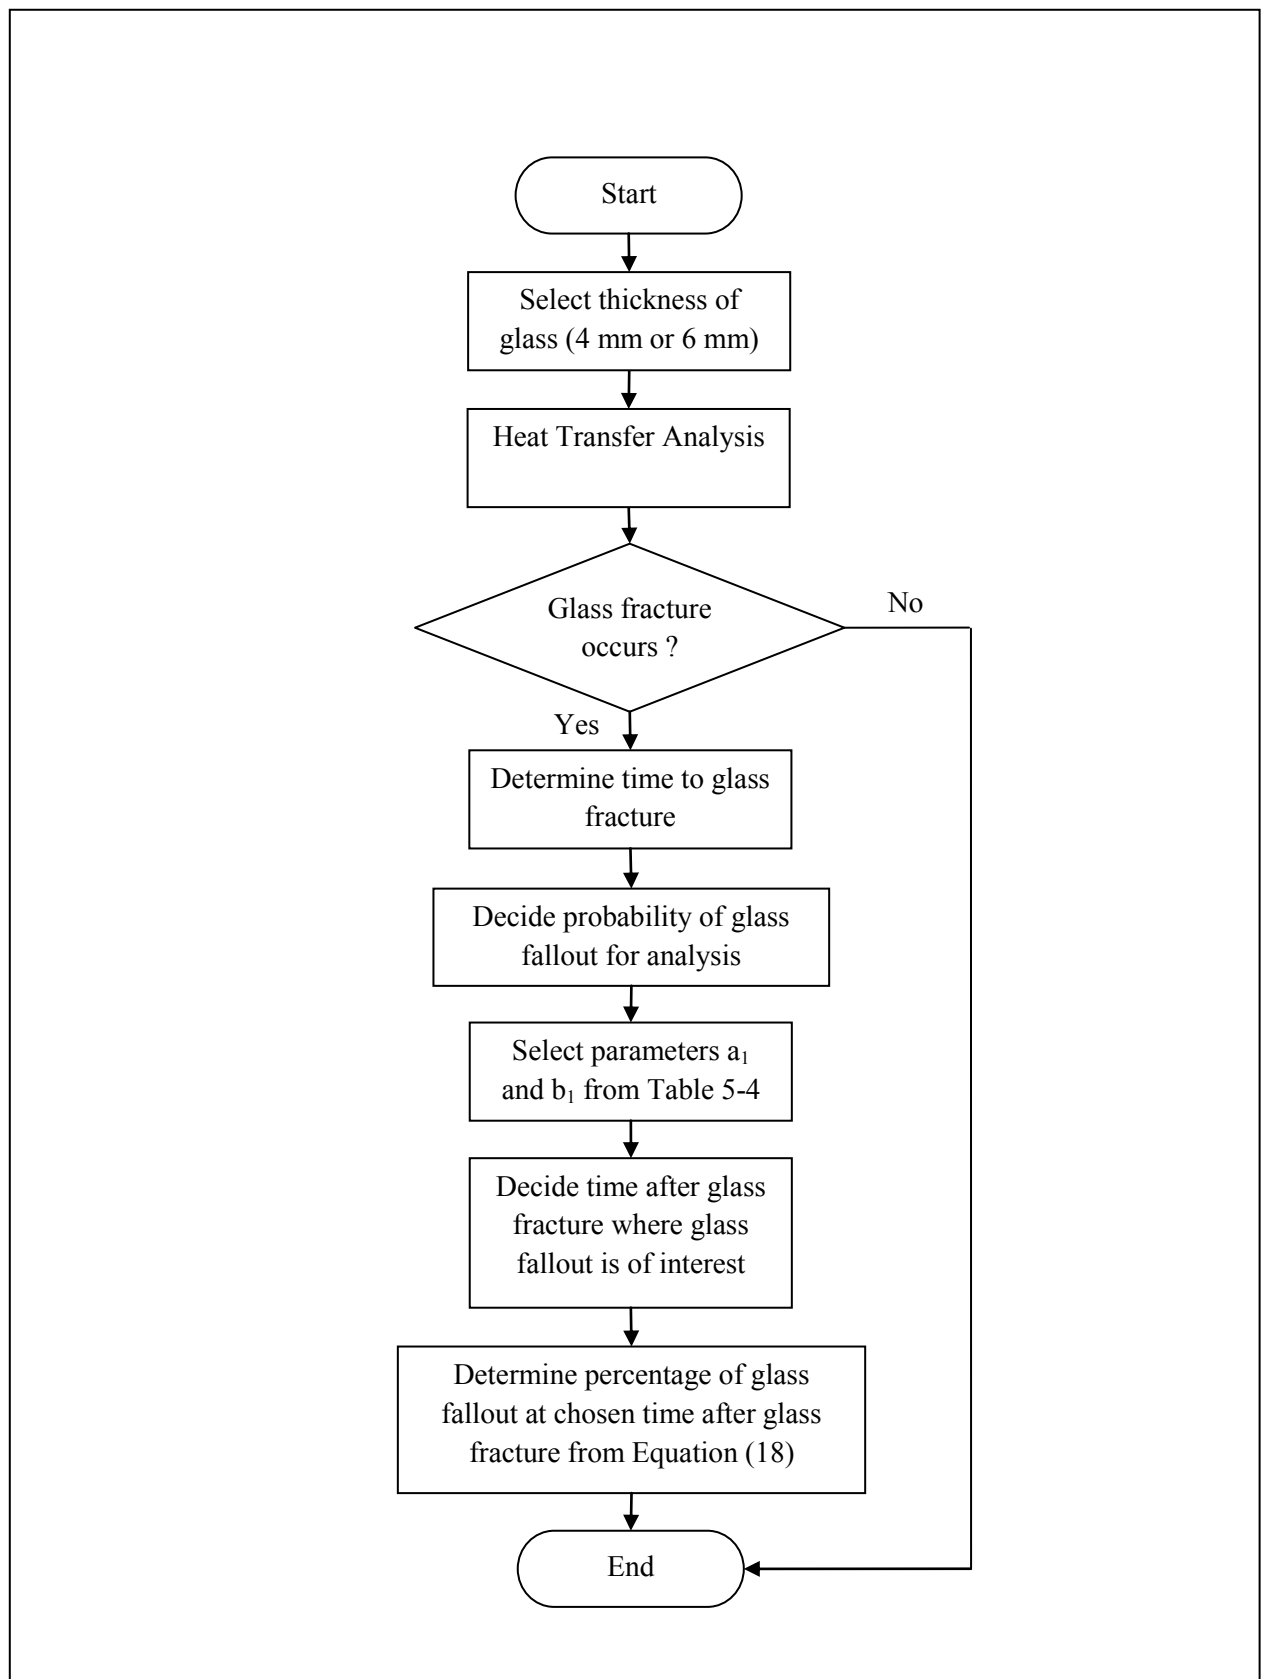 Start
Select thickness of
glass (4 mm or 6 mm)
Heat Transfer Analysis
Glass fracture
occurs ?
No
Yes
Determine time to glass
fracture
Decide probability of glass
fallout for analysis
Select parameters a₁
and b₁ from Table 5-4
Decide time after glass
fracture where glass
fallout is of interest
Determine percentage of glass
fallout at chosen time after glass
fracture from Equation (18)
End